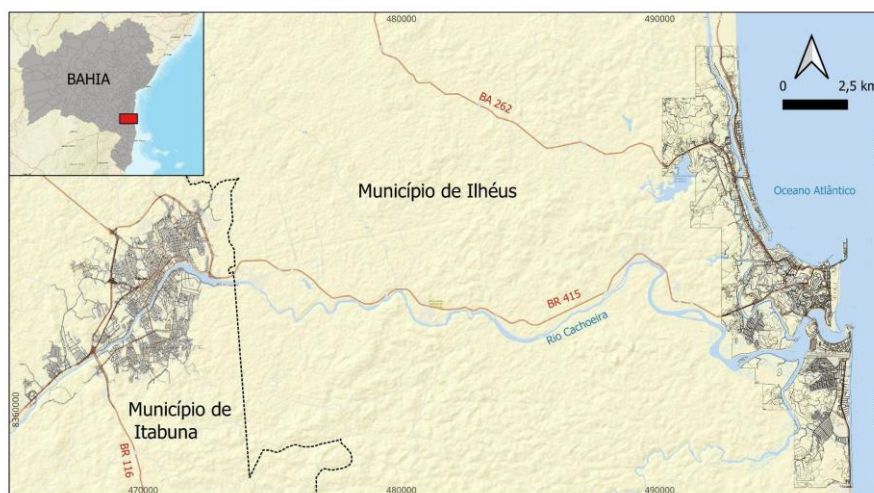 480000
490000
BAHIA
BA 262
0 2,5 km
Oceano Atlântico
Município de Ilhéus
BR 415
Rio Cachoeira
8360000
Município de
Itabuna
BR 116
470000
480000
490000